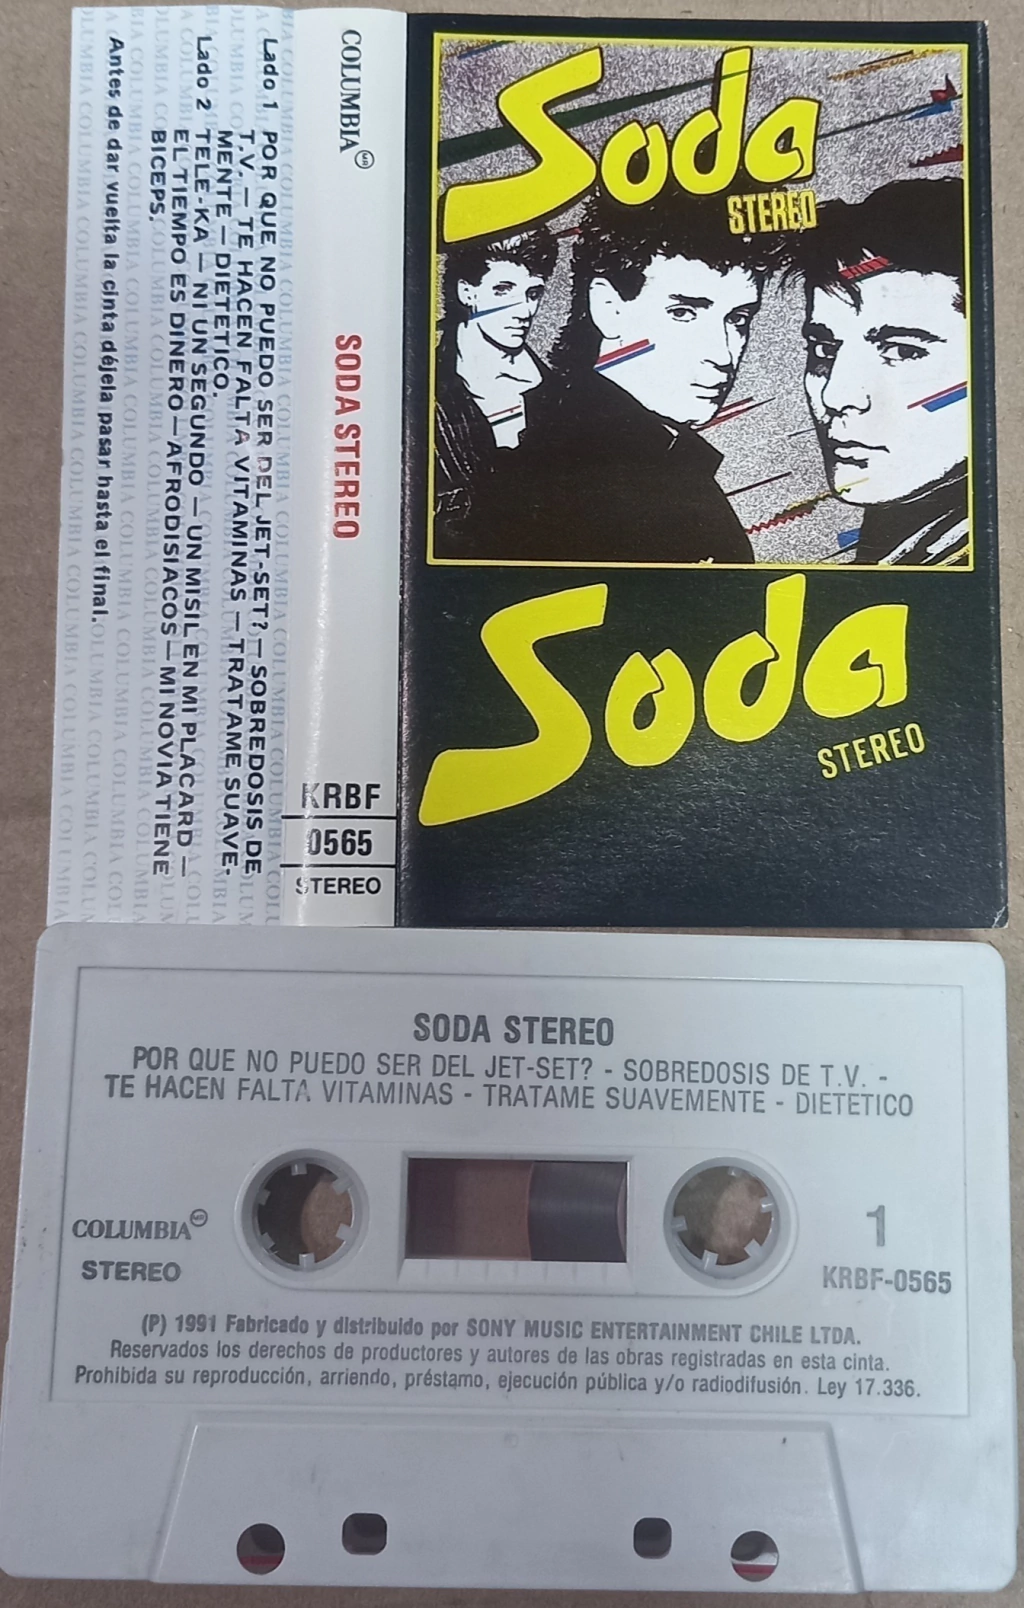 Soda
STEREO
Soda
STEREO
COLUMBIA MR
SODA STEREO
KRBF
0565
STEREO
Lado 1 POR QUE NO PUEDO SER DEL JET-SET? — SOBREDOSIS DE
T.V. — TE HACEN FALTA VITAMINAS — TRATAME SUAVE-
MENTE — DIETETICO.
Lado 2 TELE-KA — NI UN SEGUNDO — UN MISIL EN MI PLACARD —
EL TIEMPO ES DINERO — AFRODISIACOS — MI NOVIA TIENE
BICEPS.
Antes de dar vuelta la cinta déjela pasar hasta el final.
SODA STEREO
POR QUE NO PUEDO SER DEL JET-SET? - SOBREDOSIS DE T.V. -
TE HACEN FALTA VITAMINAS - TRATAME SUAVEMENTE - DIETETICO
COLUMBIA MR
STEREO
1
KRBF-0565
(P) 1991 Fabricado y distribuido por SONY MUSIC ENTERTAINMENT CHILE LTDA.
Reservados los derechos de productores y autores de las obras registradas en esta cinta.
Prohibida su reproducción, arriendo, préstamo, ejecución pública y/o radiodifusión. Ley 17.336.